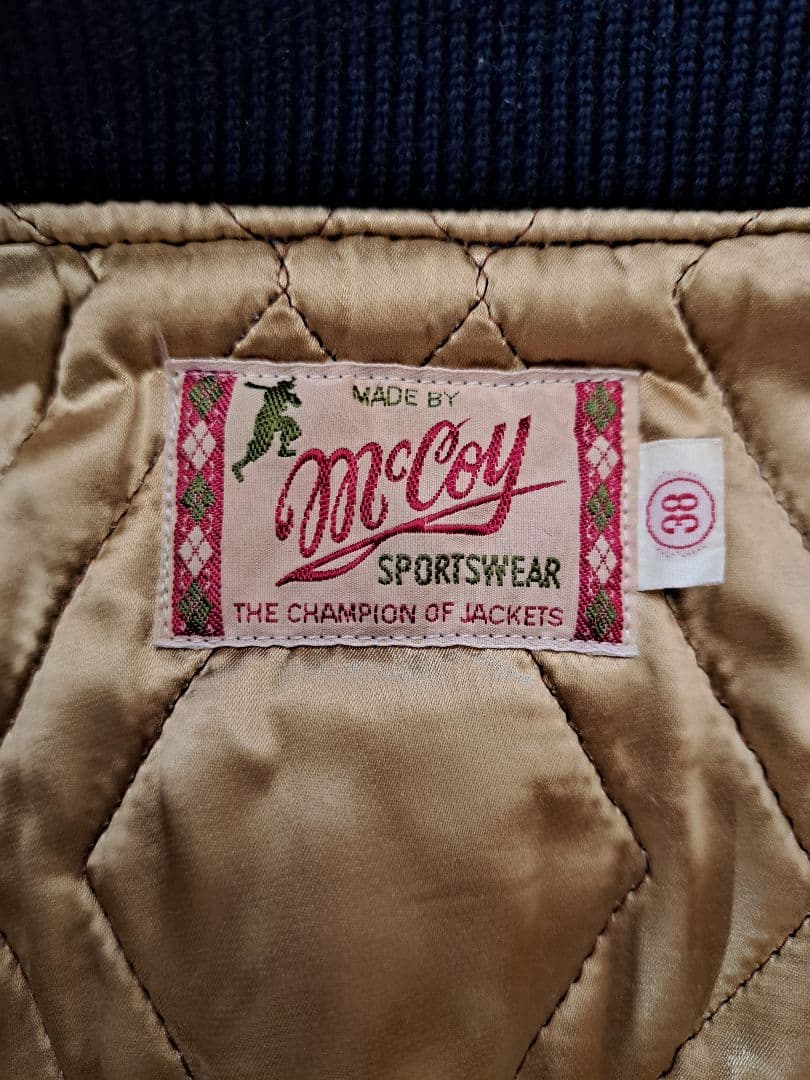 MADE BY
McCoy
SPORTSWEAR
THE CHAMPION OF JACKETS
38